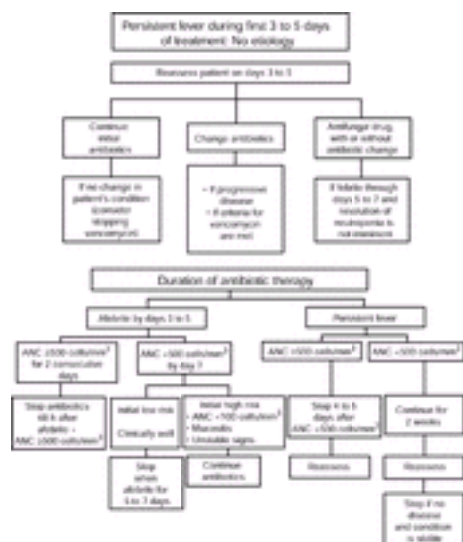 Persistent fever during first 3 to 5 days
of treatment: No etiology
Reassess patient on days 3 to 5
Continue
initial
antibiotics
Change antibiotics
Antifungal drug,
with or without
antibiotic change
If no change in
patient's condition
(consider
stopping
vancomycin)
- If progressive
disease
- If criteria for
vancomycin
are met
If febrile through
days 5 to 7 and
resolution of
neutropenia is
not imminent
Duration of antibiotic therapy
Afebrile by days 3 to 5
Persistent fever
ANC ≥500 cells/mm³
for 2 consecutive
days
ANC <500 cells/mm³
by day 7
ANC ≥500 cells/mm³
ANC <500 cells/mm³
Stop antibiotics
48 h after
afebrile +
ANC ≥500 cells/mm³
Initial low risk
Clinically well
Initial high risk
• ANC <100 cells/mm³
• Mucositis
• Unstable signs
Stop 4 to 5
days after
ANC cells/mm³
Continue for
2 weeks
Stop
when
afebrile for
5 to 7 days
Continue
antibiotics
Reassess
Reassess
Stop if no
disease
and condition
is stable